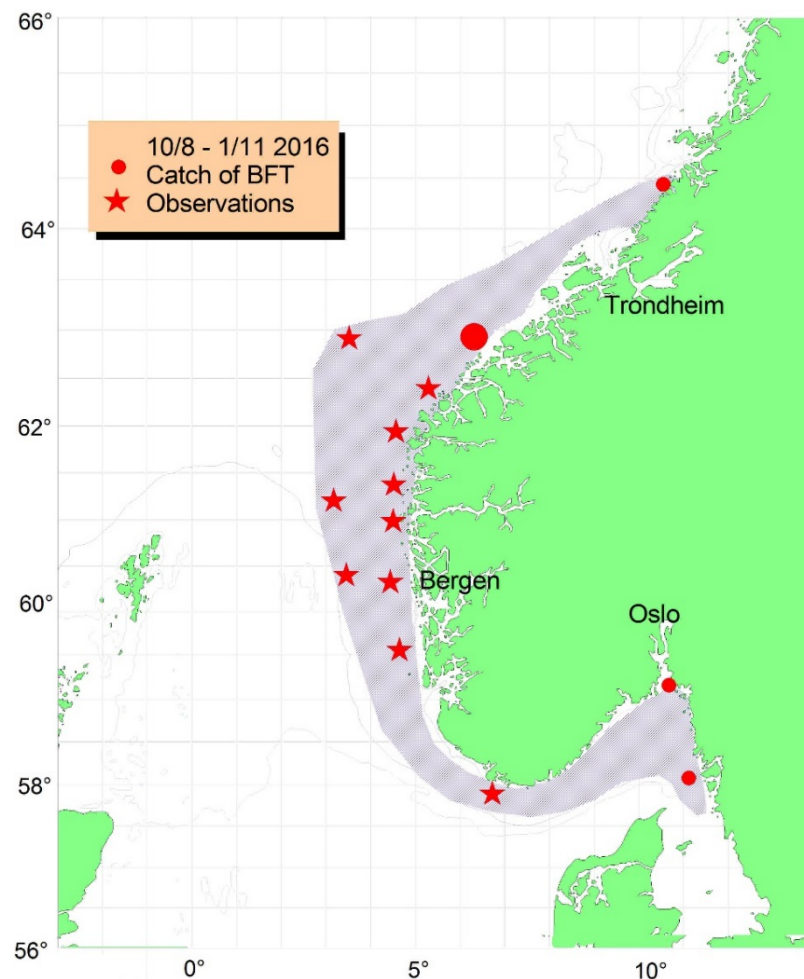 66°
10/8 - 1/11 2016
Catch of BFT
Observations
64°
Trondheim
62°
Bergen
60°
Oslo
58°
56°
0°
5°
10°